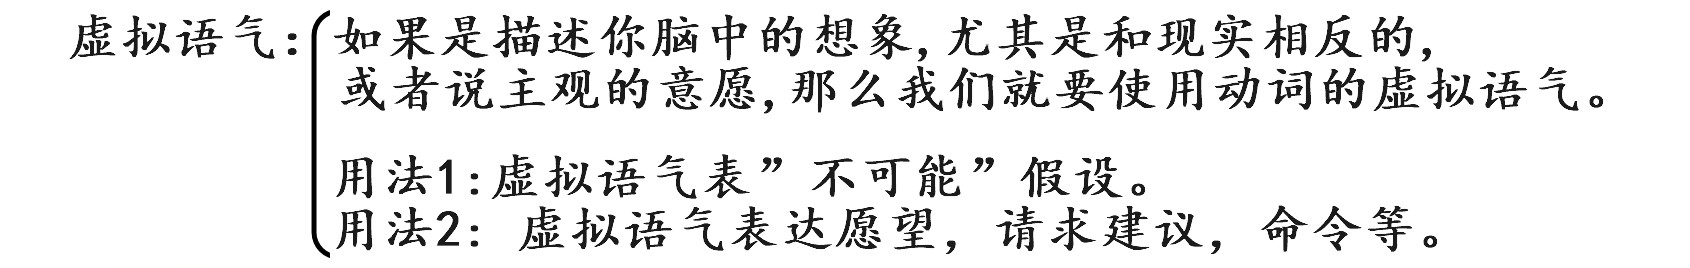 虚拟语气:如果是描述你脑中的想象,尤其是和现实相反的,
或者说主观的意愿,那么我们就要使用动词的虚拟语气。
用法1:虚拟语气表”不可能”假设。
用法2: 虚拟语气表达愿望，请求建议，命令等。